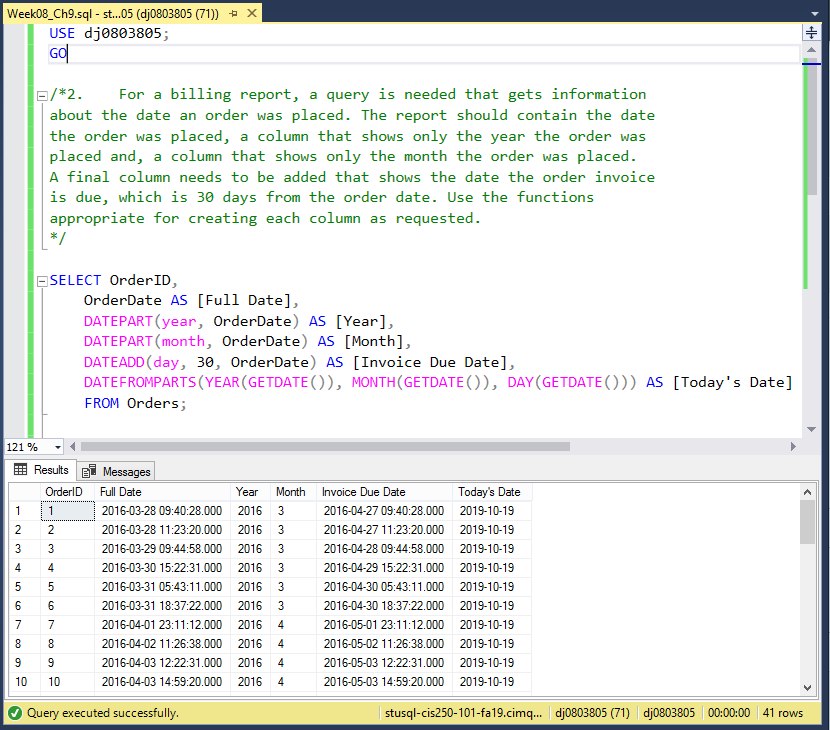 Week08_Ch9.sql - st...05 (dj0803805 (71))
USE dj0803805;
GO
/*2.    For a billing report, a query is needed that gets information
about the date an order was placed. The report should contain the date
the order was placed, a column that shows only the year the order was
placed and, a column that shows only the month the order was placed.
A final column needs to be added that shows the date the order invoice
is due, which is 30 days from the order date. Use the functions
appropriate for creating each column as requested.
*/
SELECT OrderID,
OrderDate AS [Full Date],
DATEPART(year, OrderDate) AS [Year],
DATEPART(month, OrderDate) AS [Month],
DATEADD(day, 30, OrderDate) AS [Invoice Due Date],
DATEFROMPARTS(YEAR(GETDATE()), MONTH(GETDATE()), DAY(GETDATE())) AS [Today's Date]
FROM Orders;
121 %
Results Messages
OrderID Full Date Year Month Invoice Due Date Today's Date
1 1 2016-03-28 09:40:28.000 2016 3 2016-04-27 09:40:28.000 2019-10-19
2 2 2016-03-28 11:23:20.000 2016 3 2016-04-27 11:23:20.000 2019-10-19
3 3 2016-03-29 09:44:58.000 2016 3 2016-04-28 09:44:58.000 2019-10-19
4 4 2016-03-30 15:22:31.000 2016 3 2016-04-29 15:22:31.000 2019-10-19
5 5 2016-03-31 05:43:11.000 2016 3 2016-04-30 05:43:11.000 2019-10-19
6 6 2016-03-31 18:37:22.000 2016 3 2016-04-30 18:37:22.000 2019-10-19
7 7 2016-04-01 23:11:12.000 2016 4 2016-05-01 23:11:12.000 2019-10-19
8 8 2016-04-02 11:26:38.000 2016 4 2016-05-02 11:26:38.000 2019-10-19
9 9 2016-04-03 12:22:31.000 2016 4 2016-05-03 12:22:31.000 2019-10-19
10 10 2016-04-03 14:59:20.000 2016 4 2016-05-03 14:59:20.000 2019-10-19
Query executed successfully. stusql-cis250-101-fa19.cimq... dj0803805 (71) dj0803805 00:00:00 41 rows